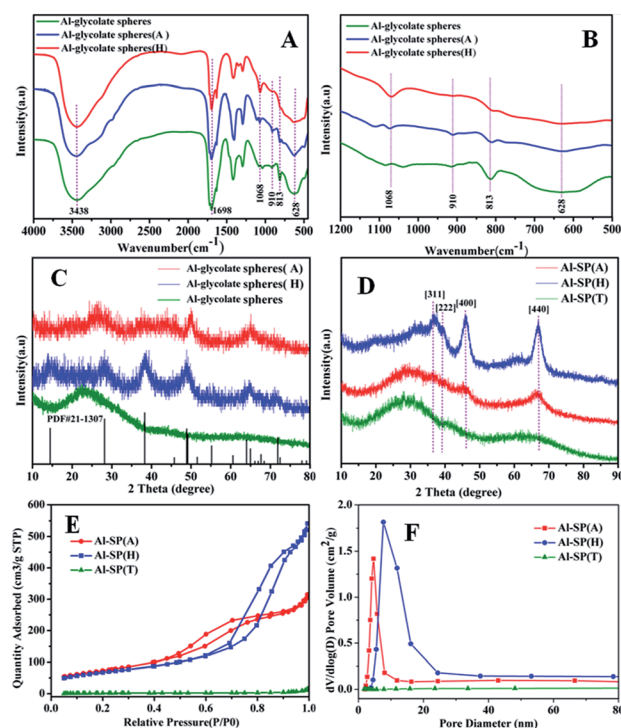 Al-glycolate spheres
Al-glycolate spheres(A )
Al-glycolate spheres(H)
A
Intensity(a.u)
3438
1698
1068
910
813
628
4000 3500 3000 2500 2000 1500 1000 500
Wavenumber(cm-1)
Al-glycolate spheres
Al-glycolate spheres(A )
Al-glycolate spheres(H)
B
Intensity(a.u)
1068
910
813
628
1200 1100 1000 900 800 700 600 500
Wavenumber(cm-1)
C
Al-glycolate spheres( A)
Al-glycolate spheres( H)
Al-glycolate spheres
Intensity(a.u)
PDF#21-1307
10 20 30 40 50 60 70 80
2 Theta (degree)
D
Al-SP(A)
Al-SP(H)
Al-SP(T)
[311]
[222]
[400]
[440]
Intensity(a.u)
10 20 30 40 50 60 70 80 90
2 Theta (degree)
E
Al-SP(A)
Al-SP(H)
Al-SP(T)
Quantity Adsorbed (cm3/g STP)
600
500
400
300
200
100
0
0.0 0.2 0.4 0.6 0.8 1.0
Relative Pressure(P/P0)
F
Al-SP(A)
Al-SP(H)
Al-SP(T)
dV/dlog(D) Pore Volume (cm2/g)
2.0
1.5
1.0
0.5
0.0
0 20 40 60 80
Pore Diameter (nm)